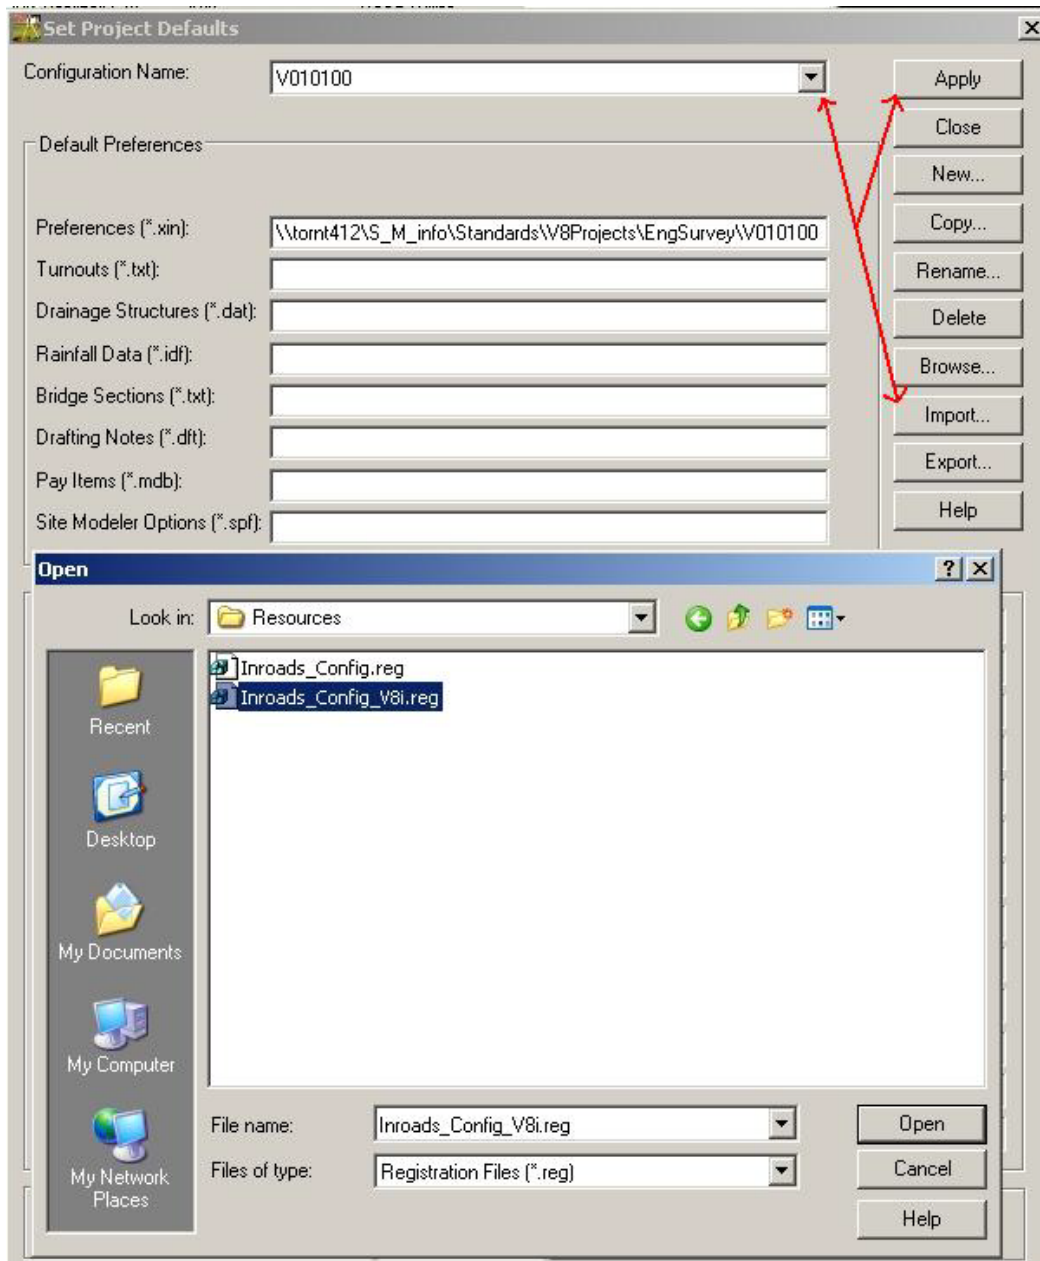 Set Project Defaults
Configuration Name:
V010100
Apply
Close
Default Preferences
New...
Preferences (*.xin):
\\tornt412\S_M_info\Standards\V8Projects\EngSurvey\V010100
Copy...
Turnouts (*.txt):
Rename...
Drainage Structures (*.dat):
Delete
Rainfall Data (*.idf):
Browse...
Bridge Sections (*.txt):
Import...
Drafting Notes (*.dft):
Export...
Pay Items (*.mdb):
Help
Site Modeler Options (*.spf):
Open
Look in:
Resources
Inroads_Config.reg
Inroads_Config_V8i.reg
Recent
Desktop
My Documents
My Computer
My Network
Places
File name:
Inroads_Config_V8i.reg
Open
Files of type:
Registration Files (*.reg)
Cancel
Help